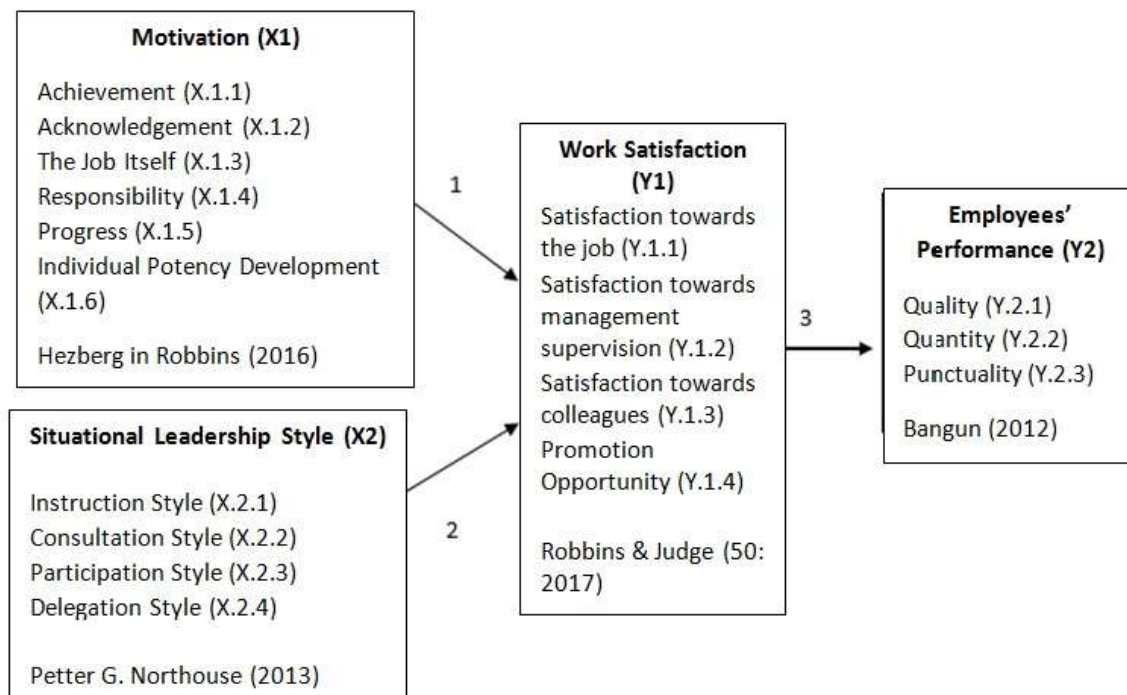 Motivation (X1)
Achievement (X.1.1)
Acknowledgement (X.1.2)
The Job Itself (X.1.3)
Responsibility (X.1.4)
Progress (X.1.5)
Individual Potency Development
(X.1.6)
Hezberg in Robbins (2016)
Situational Leadership Style (X2)
Instruction Style (X.2.1)
Consultation Style (X.2.2)
Participation Style (X.2.3)
Delegation Style (X.2.4)
Petter G. Northouse (2013)
1
2
Work Satisfaction
(Y1)
Satisfaction towards
the job (Y.1.1)
Satisfaction towards
management
supervision (Y.1.2)
Satisfaction towards
colleagues (Y.1.3)
Promotion
Opportunity (Y.1.4)
Robbins & Judge (50:
2017)
3
Employees’
Performance (Y2)
Quality (Y.2.1)
Quantity (Y.2.2)
Punctuality (Y.2.3)
Bangun (2012)